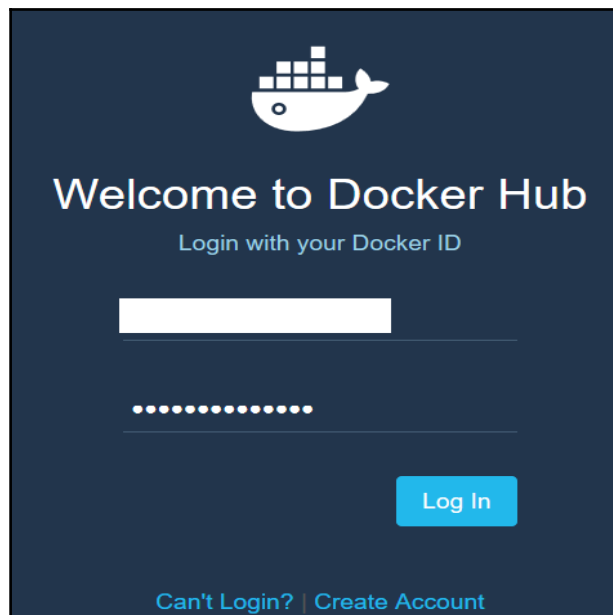 Welcome to Docker Hub
Login with your Docker ID
••••••••••••••
Log In
Can't Login? | Create Account